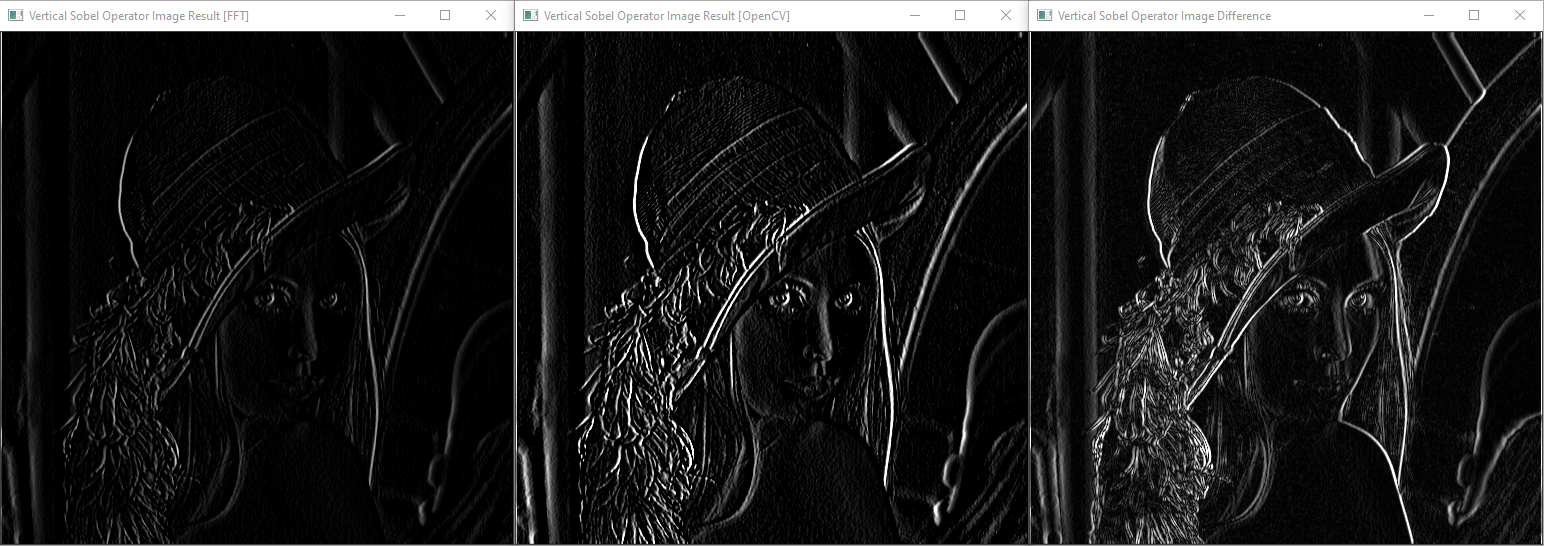 Vertical Sobel Operator Image Result [FFT]
Vertical Sobel Operator Image Result [OpenCV]
Vertical Sobel Operator Image Difference